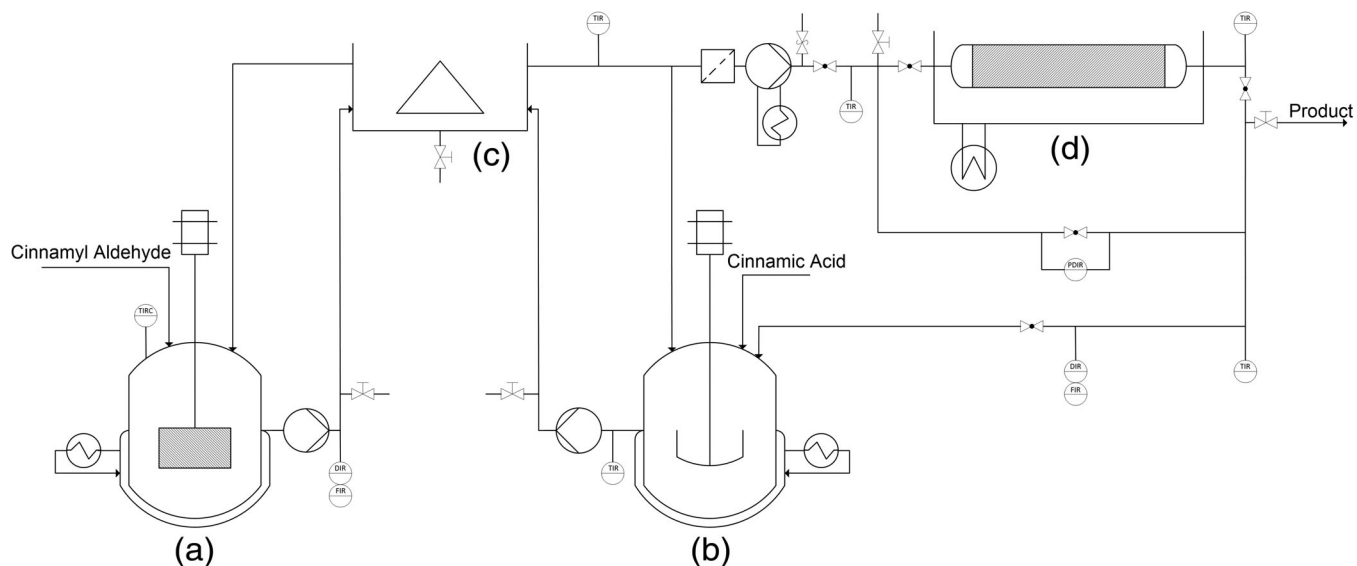 TIR
TIR
TIR
Product
(c)
(d)
Cinnamyl Aldehyde
Cinnamic Acid
PDIR
TIRC
DIR
FIR
TIR
TIR
DIR
FIR
(a)
(b)